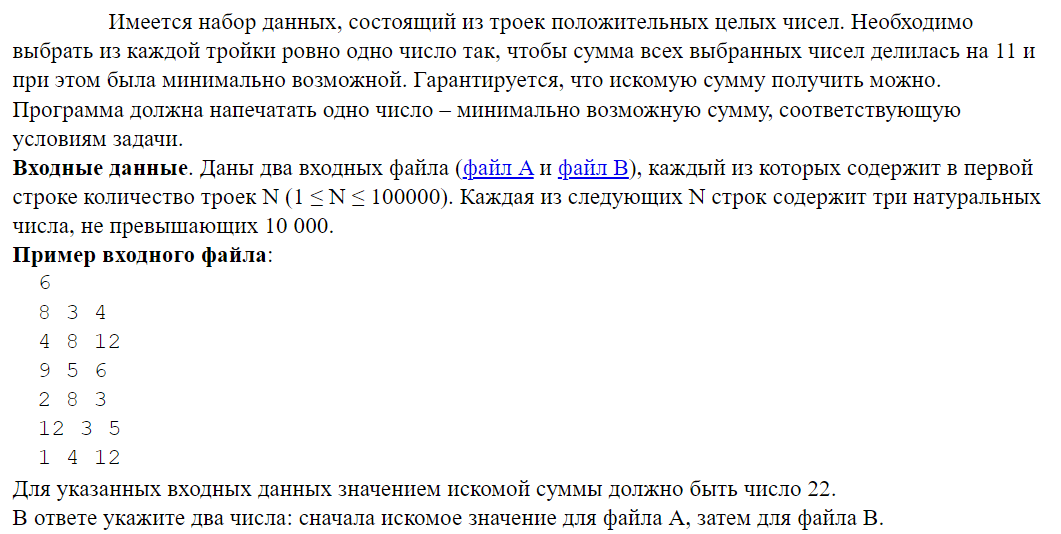 Имеется набор данных, состоящий из троек положительных целых чисел. Необходимо
выбрать из каждой тройки ровно одно число так, чтобы сумма всех выбранных чисел делилась на 11 и
при этом была минимально возможной. Гарантируется, что искомую сумму получить можно.
Программа должна напечатать одно число – минимально возможную сумму, соответствующую
условиям задачи.
Входные данные. Даны два входных файла (файл A и файл B), каждый из которых содержит в первой
строке количество троек N (1 ≤ N ≤ 100000). Каждая из следующих N строк содержит три натуральных
числа, не превышающих 10 000.
Пример входного файла:
6
8 3 4
4 8 12
9 5 6
2 8 3
12 3 5
1 4 12
Для указанных входных данных значением искомой суммы должно быть число 22.
В ответе укажите два числа: сначала искомое значение для файла A, затем для файла B.